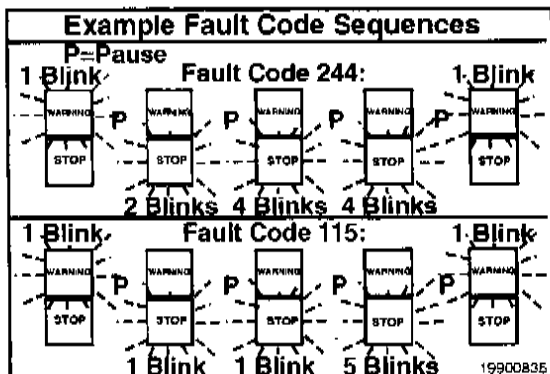 Example Fault Code Sequences
P=Pause
1 Blink Fault Code 244: 1 Blink
WARNING P WARNING P WARNING P WARNING P WARNING
STOP STOP STOP STOP STOP
2 Blinks 4 Blinks 4 Blinks
1 Blink Fault Code 115: 1 Blink
WARNING P WARNING P WARNING P WARNING P WARNING
STOP STOP STOP STOP STOP
1 Blink 1 Blink 5 Blinks 19900835